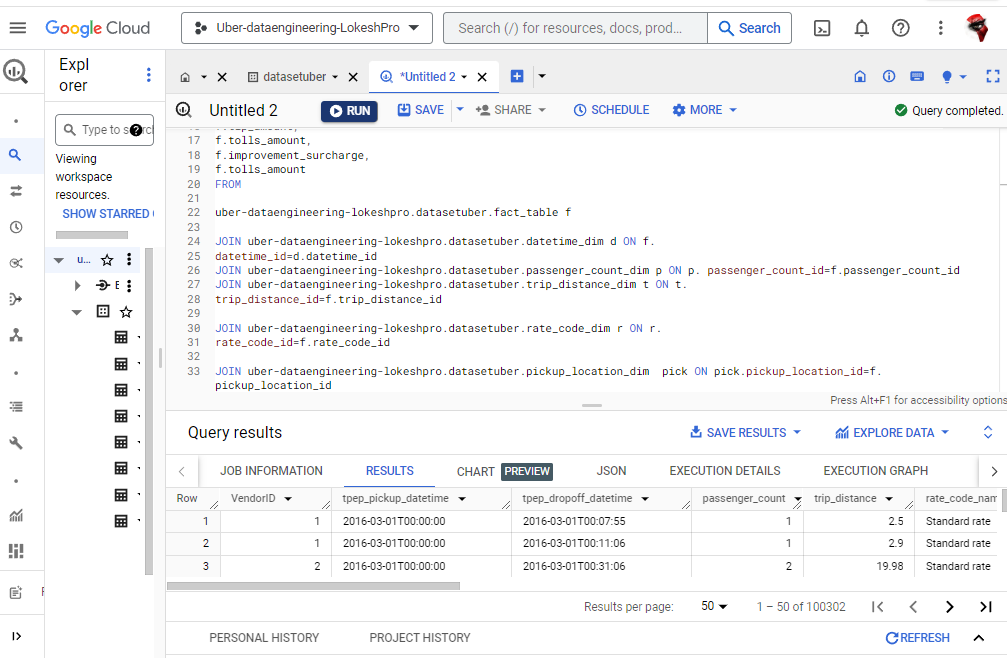 Google Cloud
Uber-dataengineering-LokeshPro
Search (/) for resources, docs, prod...
Search
Explorer
datasetuber
*Untitled 2
Untitled 2
RUN
SAVE
SHARE
SCHEDULE
MORE
Query completed.
Type to search
Viewing
workspace
resources.
SHOW STARRED
u...
E
17 f.tolls_amount,
18 f.improvement_surcharge,
19 f.tolls_amount
20 FROM
21
22 uber-dataengineering-lokeshpro.datasetuber.fact_table f
23
24 JOIN uber-dataengineering-lokeshpro.datasetuber.datetime_dim d ON f.
25 datetime_id=d.datetime_id
26 JOIN uber-dataengineering-lokeshpro.datasetuber.passenger_count_dim p ON p. passenger_count_id=f.passenger_count_id
27 JOIN uber-dataengineering-lokeshpro.datasetuber.trip_distance_dim t ON t.
28 trip_distance_id=f.trip_distance_id
29
30 JOIN uber-dataengineering-lokeshpro.datasetuber.rate_code_dim r ON r.
31 rate_code_id=f.rate_code_id
32
33 JOIN uber-dataengineering-lokeshpro.datasetuber.pickup_location_dim  pick ON pick.pickup_location_id=f.
pickup_location_id
Press Alt+F1 for accessibility options
Query results
SAVE RESULTS
EXPLORE DATA
JOB INFORMATION
RESULTS
CHART PREVIEW
JSON
EXECUTION DETAILS
EXECUTION GRAPH
Row VendorID tpep_pickup_datetime tpep_dropoff_datetime passenger_count trip_distance rate_code_nam
1 1 2016-03-01T00:00:00 2016-03-01T00:07:55 1 2.5 Standard rate
2 1 2016-03-01T00:00:00 2016-03-01T00:11:06 1 2.9 Standard rate
3 2 2016-03-01T00:00:00 2016-03-01T00:31:06 2 19.98 Standard rate
Results per page: 50 1 – 50 of 100302
PERSONAL HISTORY
PROJECT HISTORY
REFRESH